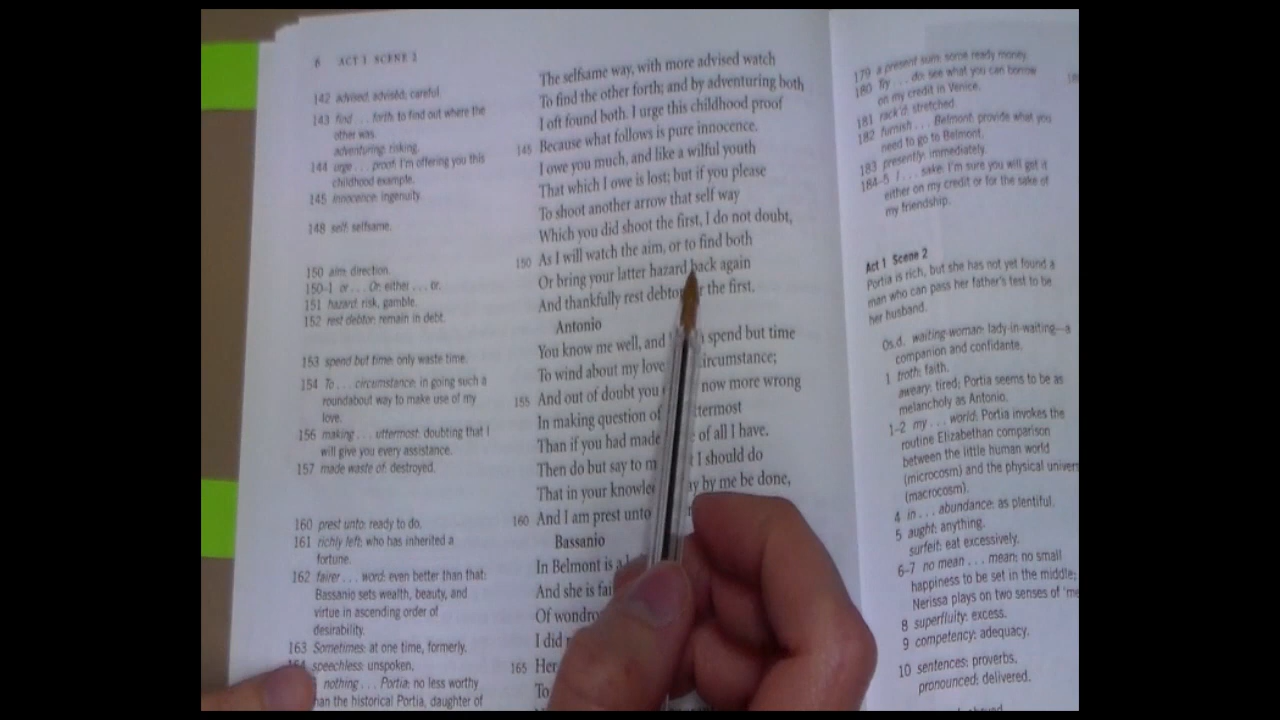 6 ACT 1 SCENE 1
142 advised: advisèd, careful.
143 find . . . forth: to find out where the
other was.
adventuring: risking.
144 urge . . . proof: I'm offering you this
childhood example.
145 innocence: ingenuity.
148 self: selfsame.
150 aim: direction.
150-1 or . . . Or: either . . . or.
151 hazard: risk, gamble.
152 rest debtor: remain in debt.
153 spend but time: only waste time.
154 To . . . circumstance: in going such a
roundabout way to make use of my
love.
156 making . . . uttermost: doubting that I
will give you every assistance.
157 made waste of: destroyed.
160 prest unto: ready to do.
161 richly left: who has inherited a
fortune.
162 fairer . . . word: even better than that:
Bassanio sets wealth, beauty, and
virtue in ascending order of
desirability.
163 Sometimes: at one time, formerly.
164 speechless: unspoken.
nothing . . . Portia: no less worthy
than the historical Portia, daughter of
The selfsame way, with more advised watch
To find the other forth; and by adventuring both
I oft found both. I urge this childhood proof
145 Because what follows is pure innocence.
I owe you much, and like a wilful youth
That which I owe is lost; but if you please
To shoot another arrow that self way
Which you did shoot the first, I do not doubt,
150 As I will watch the aim, or to find both
Or bring your latter hazard back again
And thankfully rest debtor the first.
Antonio
You know me well, and spend but time
To wind about my love circumstance;
155 And out of doubt you now more wrong
In making question of
Than if you had made of all I have.
Then do but say to I should do
That in your by me be done,
160 And I am prest unto
Bassanio
In Belmont is a
And she is
Of
I did
165 Her
To
179 a present sum: some ready money.
180 Try . . . do: see what you can borrow
on my credit in Venice.
181 rack'd: stretched.
182 furnish . . . Belmont: provide what you
need to go to Belmont.
183 presently: immediately.
184-5 I . . . sake: I'm sure you will get it
either on my credit or for the sake of
my friendship.
Act 1 Scene 2
Portia is rich, but she has not yet found a
man who can pass her father's test to be
her husband.
0s.d. waiting-woman: lady-in-waiting—a
companion and confidante.
1 troth: faith.
aweary: tired; Portia seems to be as
melancholy as Antonio.
1-2 my . . . world: Portia invokes the
routine Elizabethan comparison
between the little human world
(microcosm) and the physical
(macrocosm).
4 in . . . abundance: as plentiful.
5 aught: anything.
surfeit: eat excessively.
6-7 no mean . . . mean: no small
happiness to be set in the middle;
Nerissa plays on two senses of
8 superfluity: excess.
9 competency: adequacy.
10 sentences: proverbs.
pronounced: delivered.